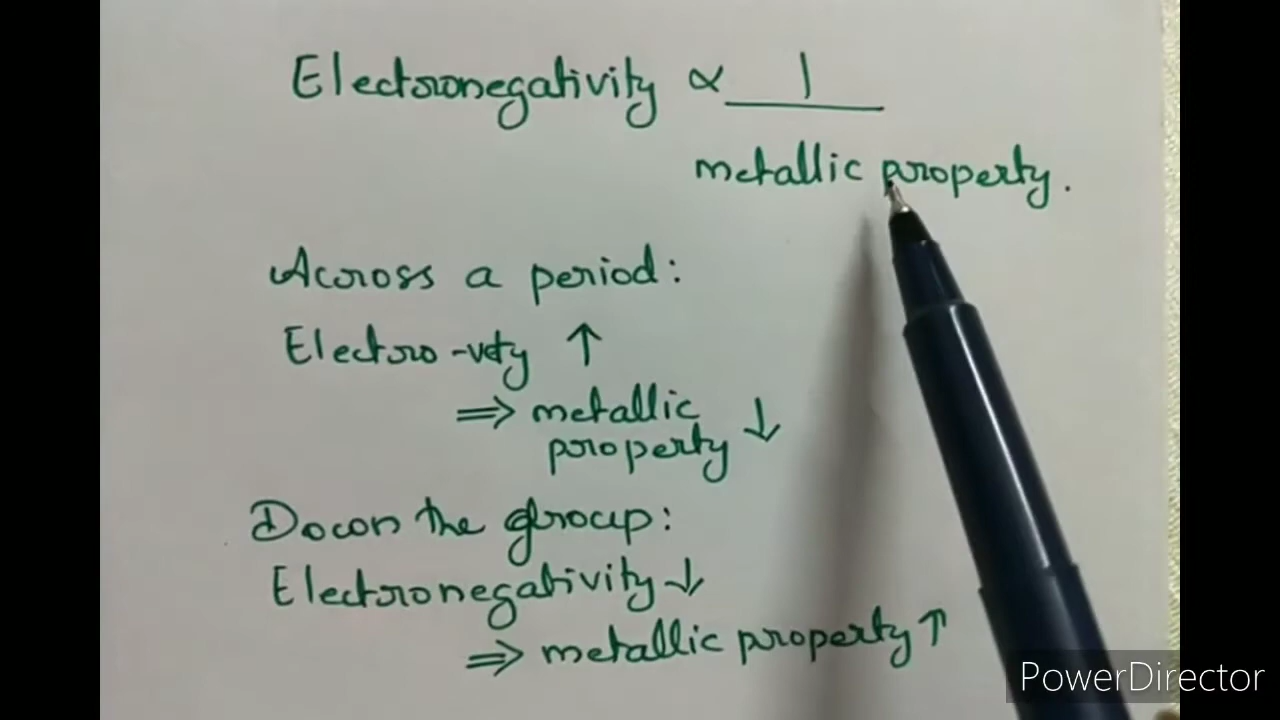 Electronegativity ∝ 1
metallic property.
Across a period:
Electro-vety ↑
⇒ metallic
property ↓
Down the group:
Electronegativity ↓
⇒ metallic property ↑
PowerDirector